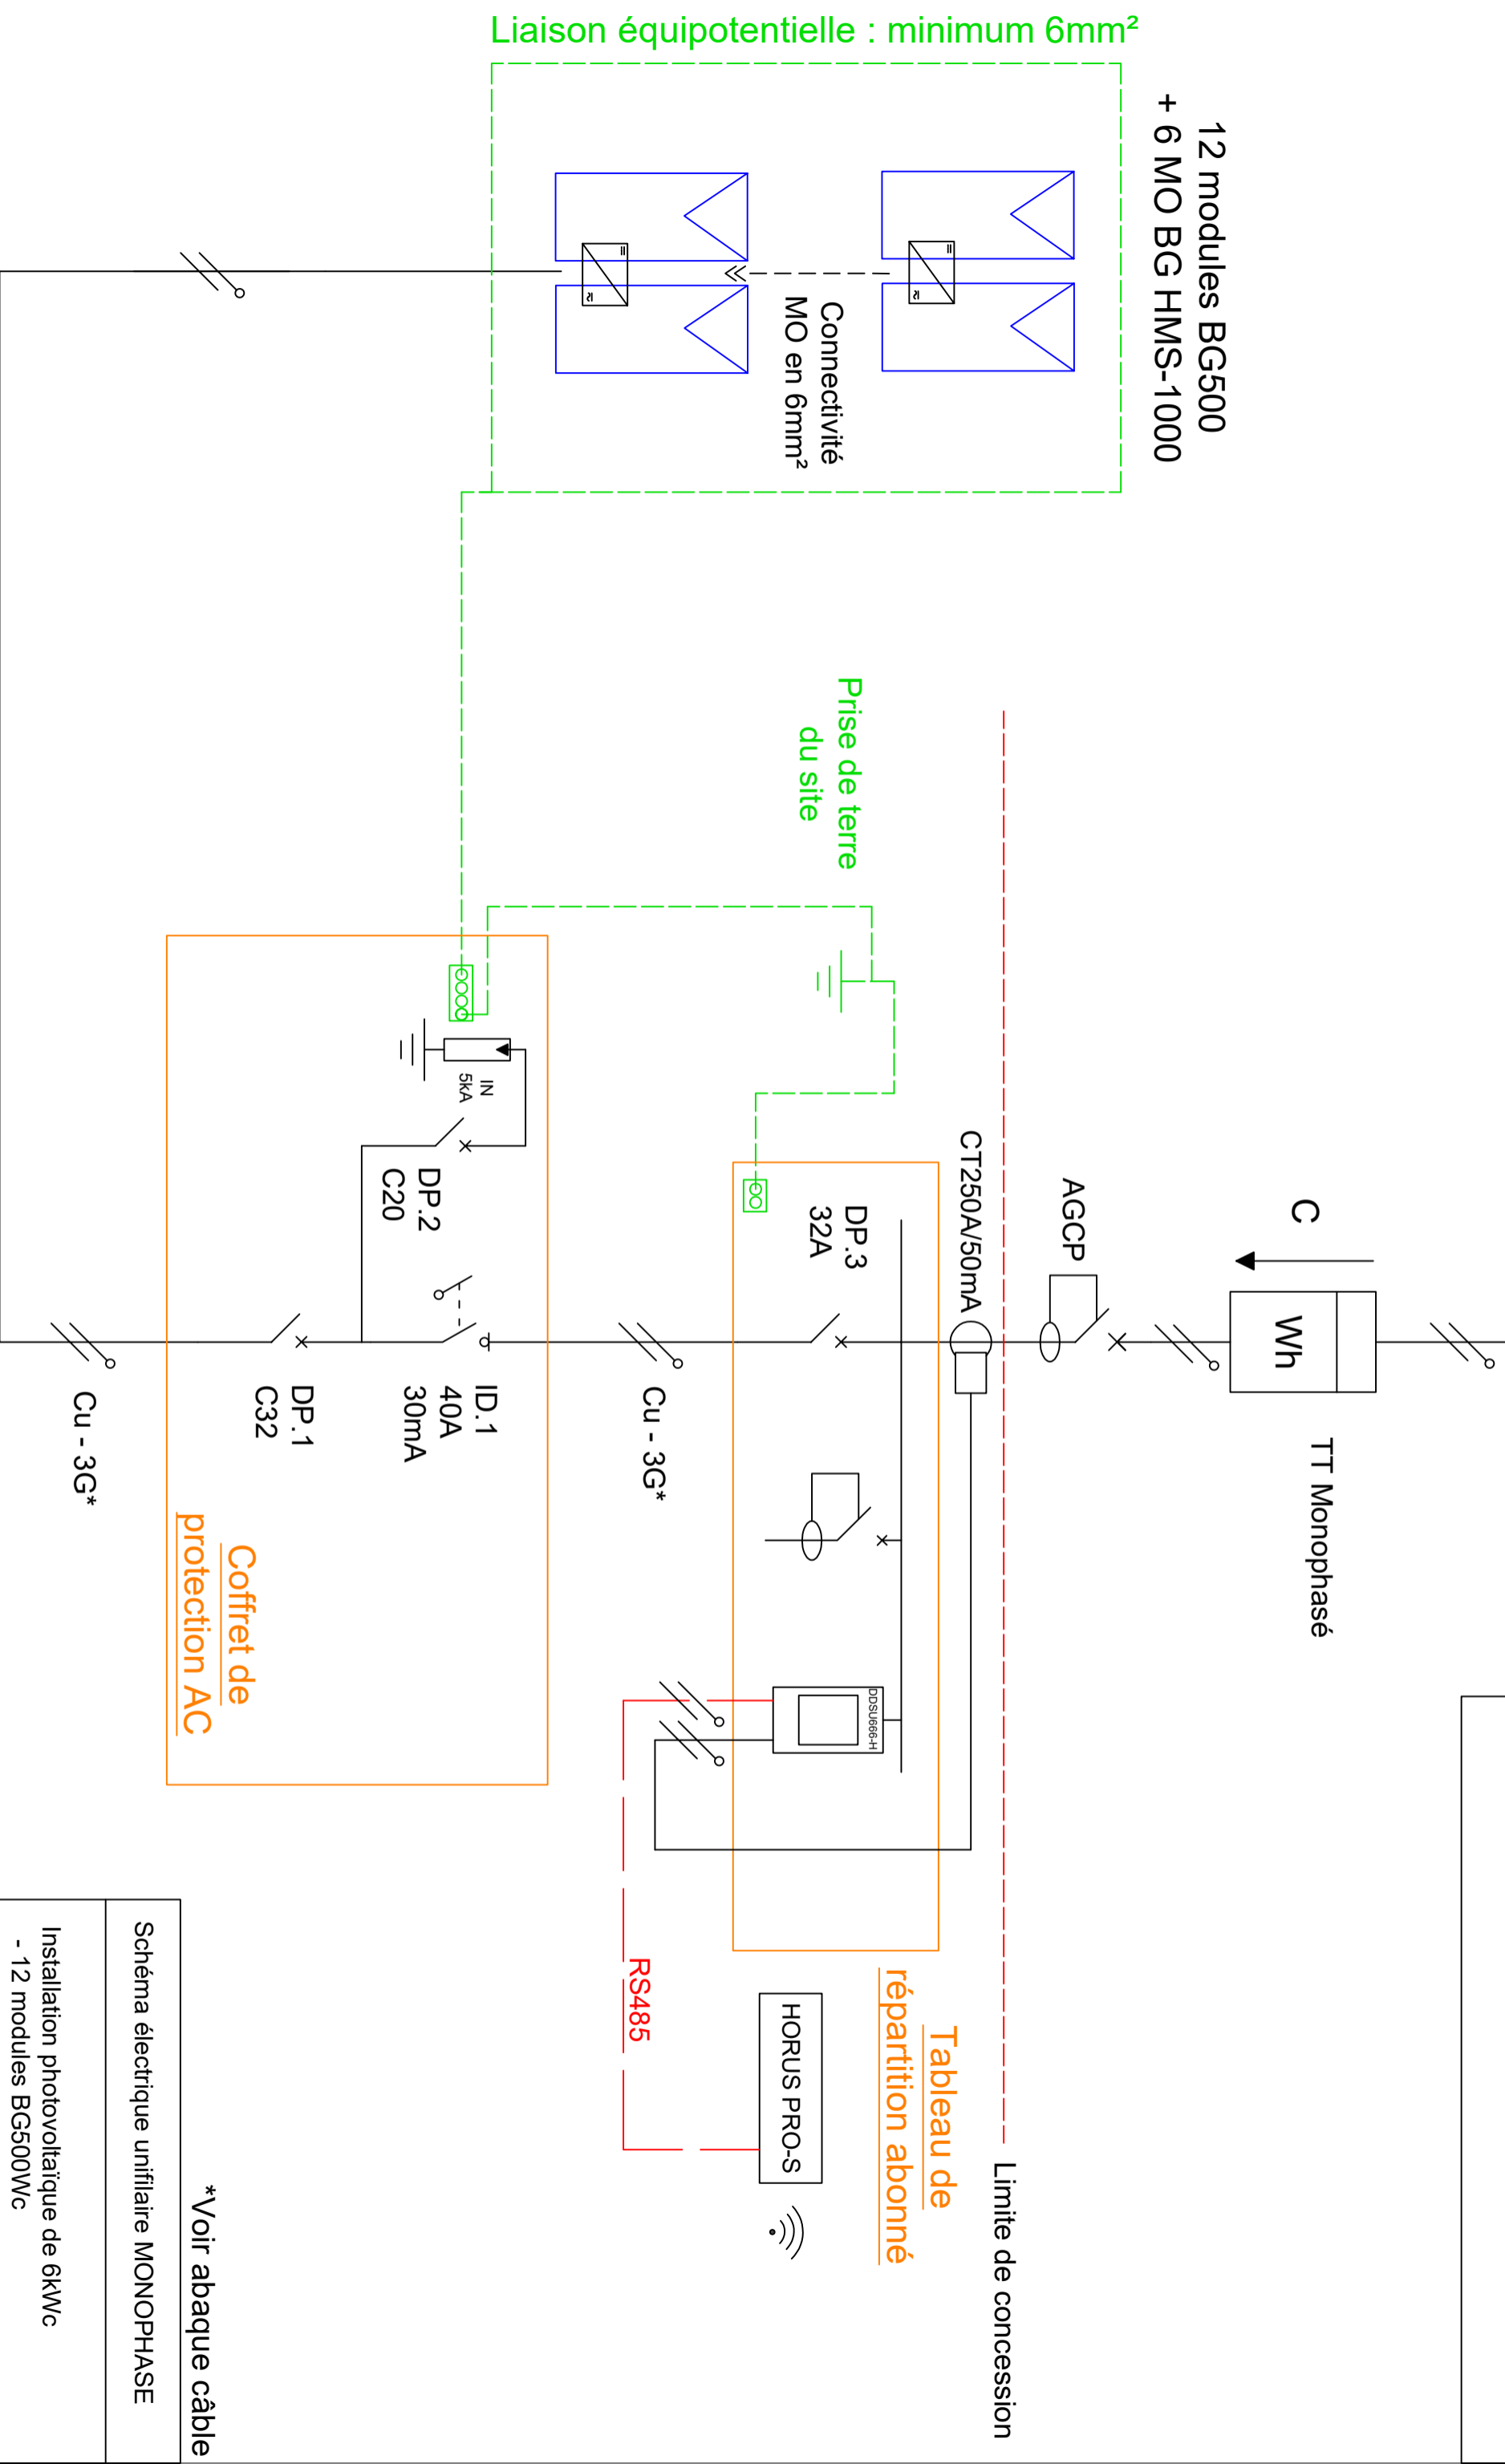 Liaison équipotentielle : minimum 6mm²
12 modules BG500
+ 6 MO BG HMS-1000
Connectivité
MO en 6mm²
Prise de terre
du site
C
Wh
TT Monophasé
AGCP
CT250A/50mA
Limite de concession
DP.3
32A
DDSU666-H
Tableau de
répartition abonné
HORUS PRO-S
RS485
Cu - 3G*
IN
5kA
DP.2
C20
ID.1
40A
30mA
DP.1
C32
Coffret de
protection AC
Cu - 3G*
*Voir abaque câble
Schéma électrique unifilaire MONOPHASE
Installation photovoltaïque de 6kWc
- 12 modules BG500Wc